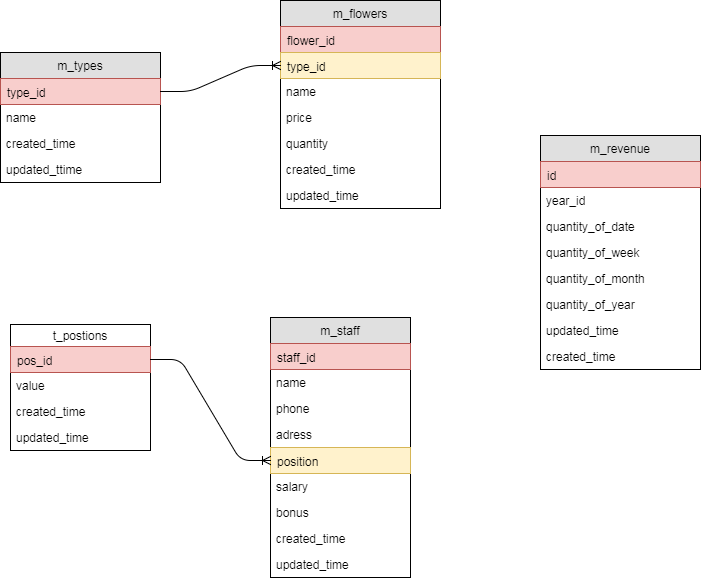 m_types
type_id
name
created_time
updated_ttime
m_flowers
flower_id
type_id
name
price
quantity
created_time
updated_time
m_revenue
id
year_id
quantity_of_date
quantity_of_week
quantity_of_month
quantity_of_year
updated_time
created_time
t_postions
pos_id
value
created_time
updated_time
m_staff
staff_id
name
phone
adress
position
salary
bonus
created_time
updated_time